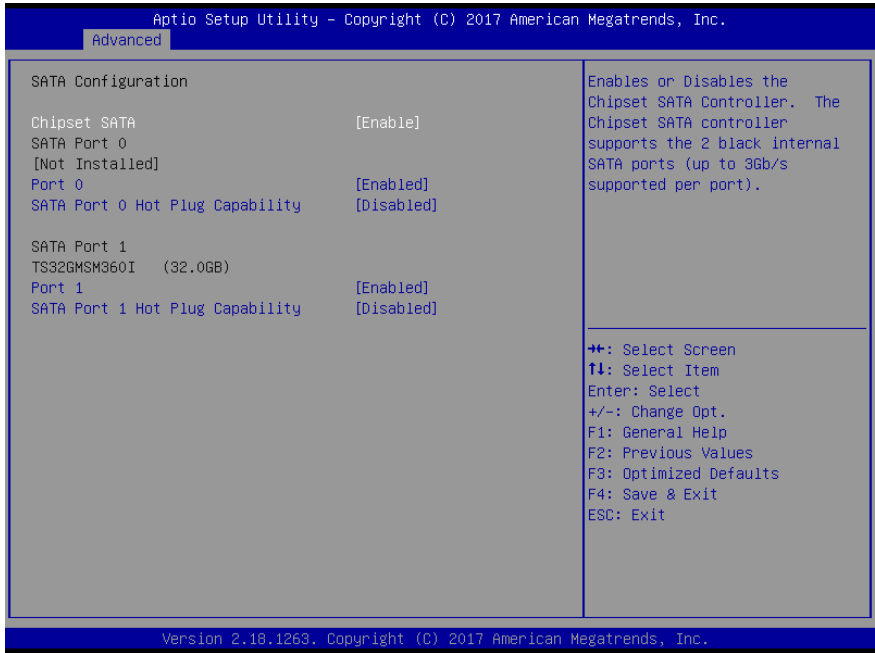 Aptio Setup Utility – Copyright (C) 2017 American Megatrends, Inc.
Advanced
SATA Configuration
Chipset SATA [Enable]
SATA Port 0
[Not Installed]
Port 0 [Enabled]
SATA Port 0 Hot Plug Capability [Disabled]
SATA Port 1
TS32GMSM360I (32.0GB)
Port 1 [Enabled]
SATA Port 1 Hot Plug Capability [Disabled]
Enables or Disables the
Chipset SATA Controller. The
Chipset SATA controller
supports the 2 black internal
SATA ports (up to 3Gb/s
supported per port).
→←: Select Screen
↑↓: Select Item
Enter: Select
+/-: Change Opt.
F1: General Help
F2: Previous Values
F3: Optimized Defaults
F4: Save & Exit
ESC: Exit
Version 2.18.1263. Copyright (C) 2017 American Megatrends, Inc.